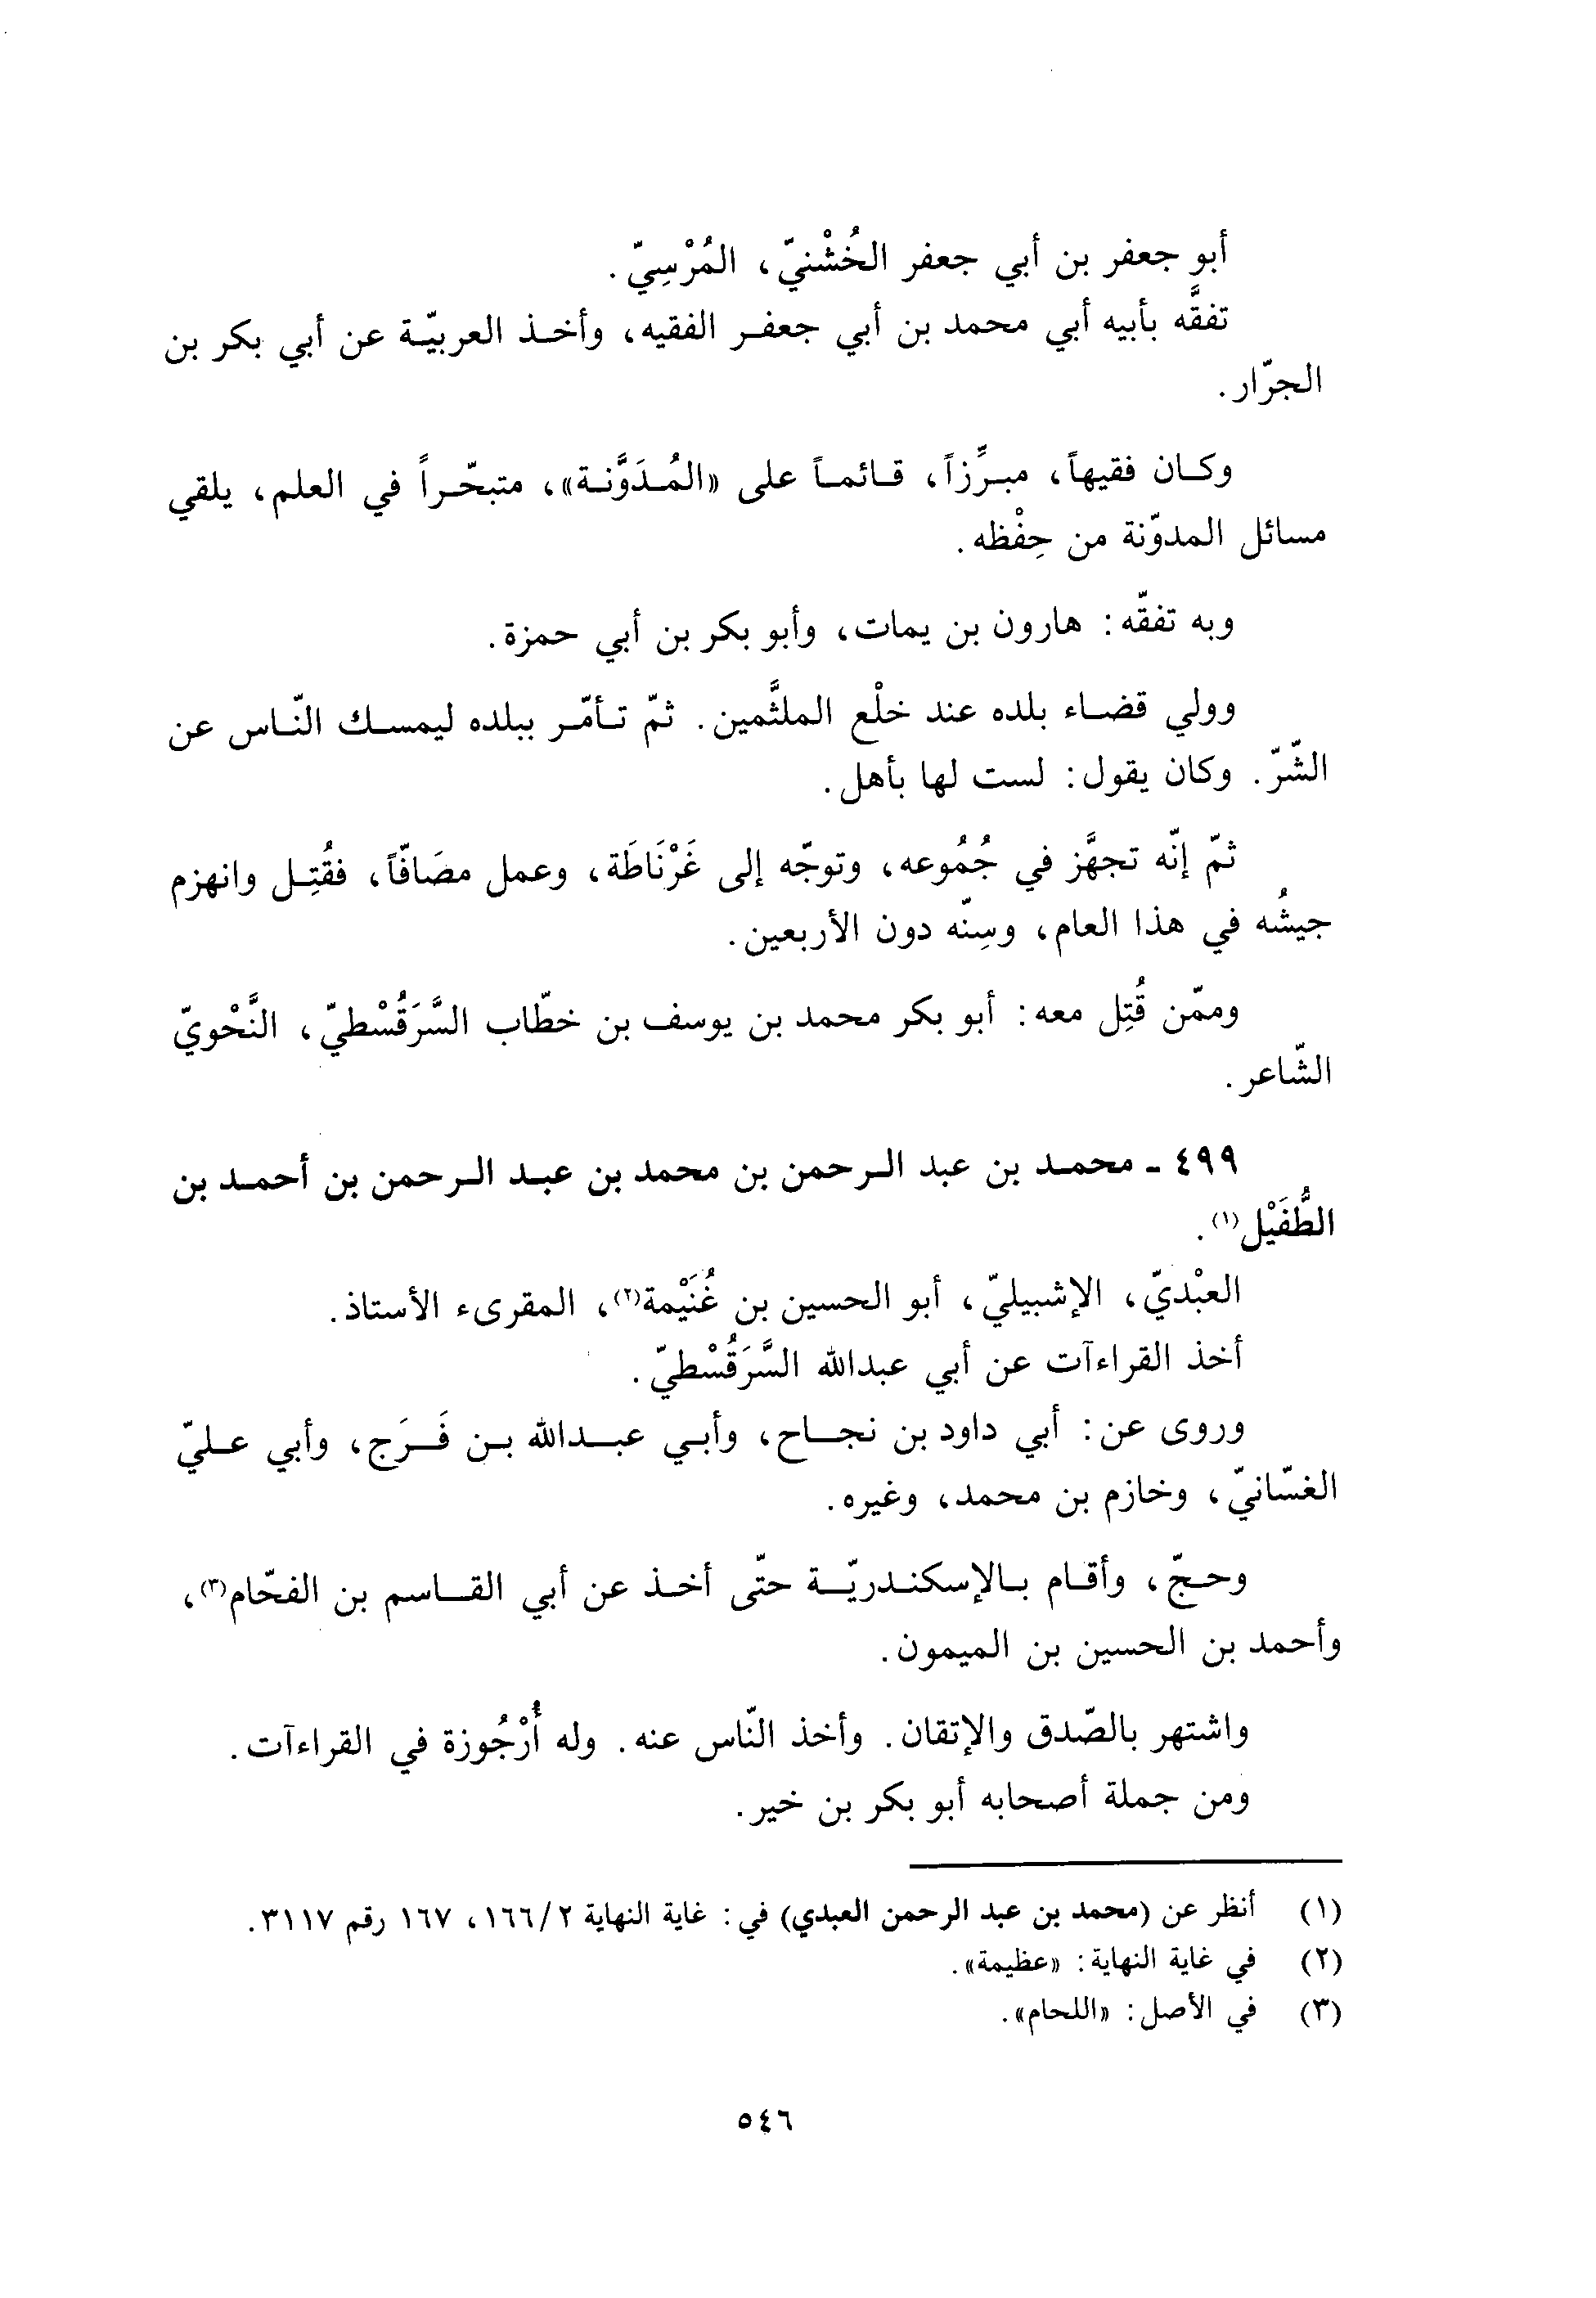 أبو جعفر بن أبي جعفر الخُشْنيّ، المُرْسِيّ.
تفقَّه بأبيه أبي محمد بن أبي جعفر الفقيه، وأخذ العربيّة عن أبي بكر بن
الجرّار.
وكان فقيهاً، مبرِّزاً، قائماً على «المُدَوَّنة»، متبحّراً في العلم، يلقي
مسائل المدوّنة من حِفْظه.
وبه تفقّه: هارون بن يمات، وأبو بكر بن أبي حمزة.
وولي قضاء بلده عند خلْع الملثَّمين. ثمّ تأمّر ببلده ليمسك النّاس عن
الشّرّ. وكان يقول: لست لها بأهل.
ثمّ إنّه تجهَّز في جُمُوعه، وتوجّه إلى غَرْنَاطَة، وعمل مصَافّاً، فقُتِل وانهزم
جيشُه في هذا العام، وسِنّه دون الأربعين.
وممّن قُتِل معه: أبو بكر محمد بن يوسف بن خطّاب السَّرَقُسْطيّ، النَّحْويّ
الشّاعر.
٤٩٩ - محمد بن عبد الرحمن بن محمد بن عبد الرحمن بن أحمد بن
الطُّفَيْل(١).
العبْديّ، الإشبيليّ، أبو الحسين بن غُنَيْمة(٢)، المقرىء الأستاذ.
أخذ القراءآت عن أبي عبدالله السَّرَقُسْطيّ.
وروى عن: أبي داود بن نجاح، وأبي عبدالله بن فَرَج، وأبي عليّ
الغسّانيّ، وخازم بن محمد، وغيره.
وحجّ، وأقام بالإسكندريّة حتّى أخذ عن أبي القاسم بن الفحّام(٣)،
وأحمد بن الحسين بن الميمون.
واشتهر بالصّدق والإتقان. وأخذ النّاس عنه. وله أُرْجُوزة في القراءآت.
ومن جملة أصحابه أبو بكر بن خير.
(١) أنظر عن (محمد بن عبد الرحمن العبدي) في: غاية النهاية ٢/١٦٦، ١٦٧ رقم ٣١١٧.
(٢) في غاية النهاية: «عظيمة».
(٣) في الأصل: «اللحام».
٥٤٦